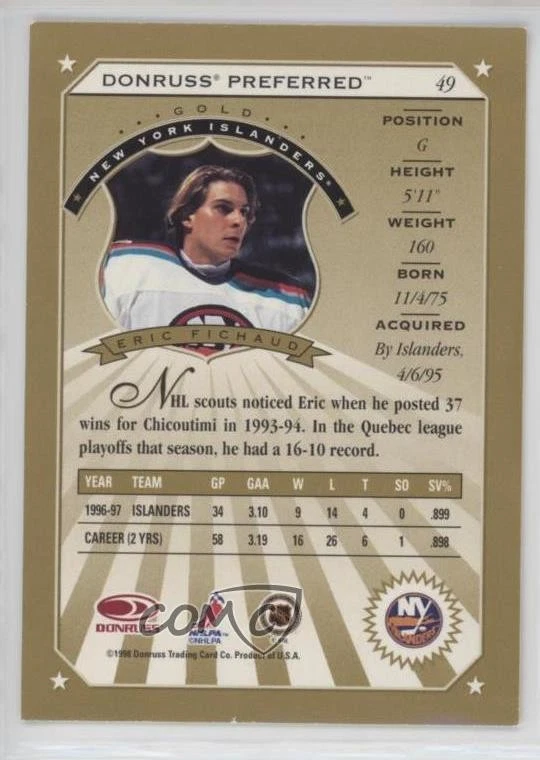 DONRUSS® PREFERRED™ 49
GOLD
NEW YORK ISLANDERS®
ERIC FICHAUD
POSITION
G
HEIGHT
5'11"
WEIGHT
160
BORN
11/4/75
ACQUIRED
By Islanders,
4/6/95
NHL scouts noticed Eric when he posted 37
wins for Chicoutimi in 1993-94. In the Quebec league
playoffs that season, he had a 16-10 record.
YEAR TEAM GP GAA W L T SO SV%
1996-97 ISLANDERS 34 3.10 9 14 4 0 .899
CAREER (2 YRS) 58 3.19 16 26 6 1 .898
DONRUSS
NHLPA™
©NHLPA
NY
ISLANDERS
COMC
©1998 Donruss Trading Card Co. Product of U.S.A.